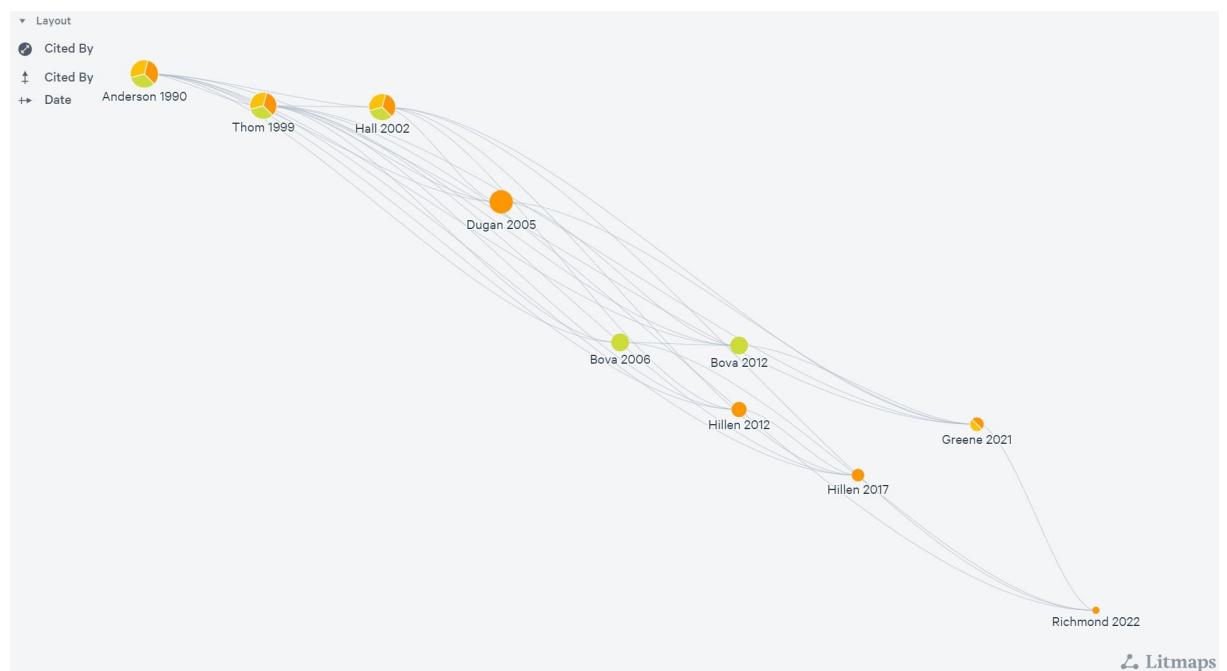 Layout
Cited By
Cited By
Date
Anderson 1990
Thom 1999
Hall 2002
Dugan 2005
Bova 2006
Bova 2012
Hillen 2012
Greene 2021
Hillen 2017
Richmond 2022
Litmaps